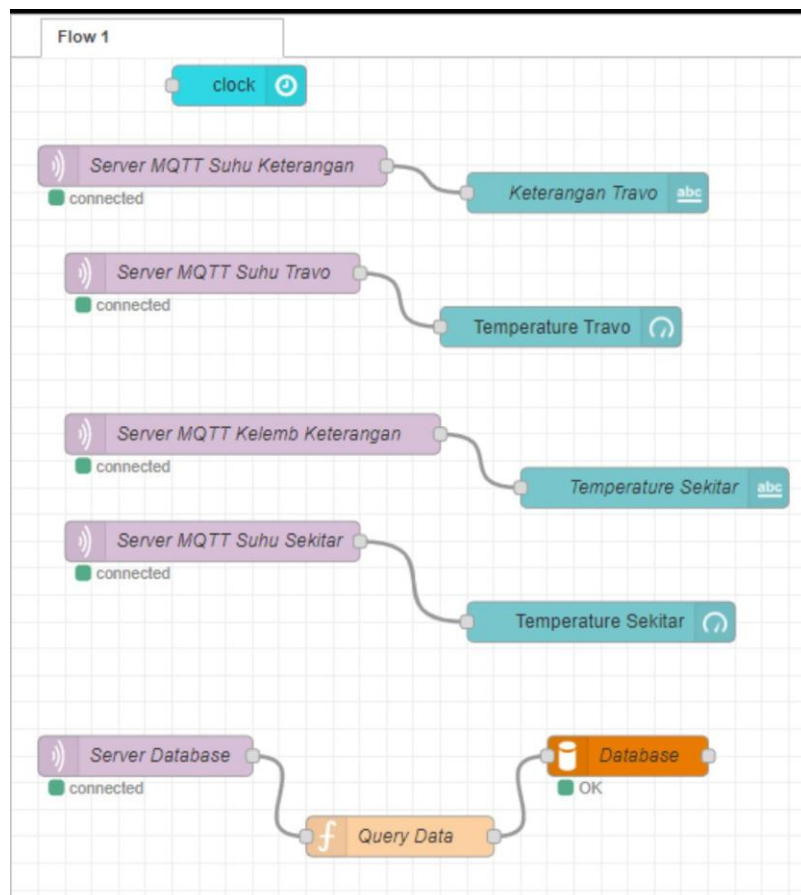 Flow 1
clock
Server MQTT Suhu Keterangan
connected
Keterangan Travo abc
Server MQTT Suhu Travo
connected
Temperature Travo
Server MQTT Kelemb Keterangan
connected
Temperature Sekitar abc
Server MQTT Suhu Sekitar
connected
Temperature Sekitar
Server Database
connected
Database
OK
Query Data